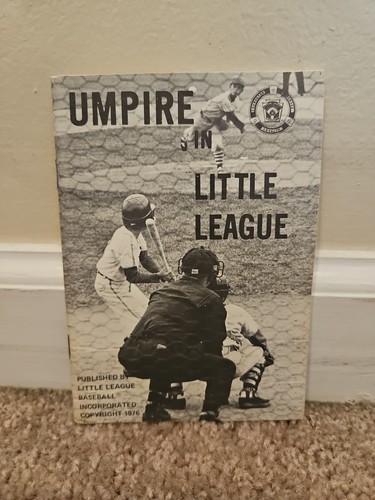 UMPIRE
IN
LITTLE
LEAGUE
PUBLISHED BY
LITTLE LEAGUE
BASEBALL
INCORPORATED
COPYRIGHT 1976